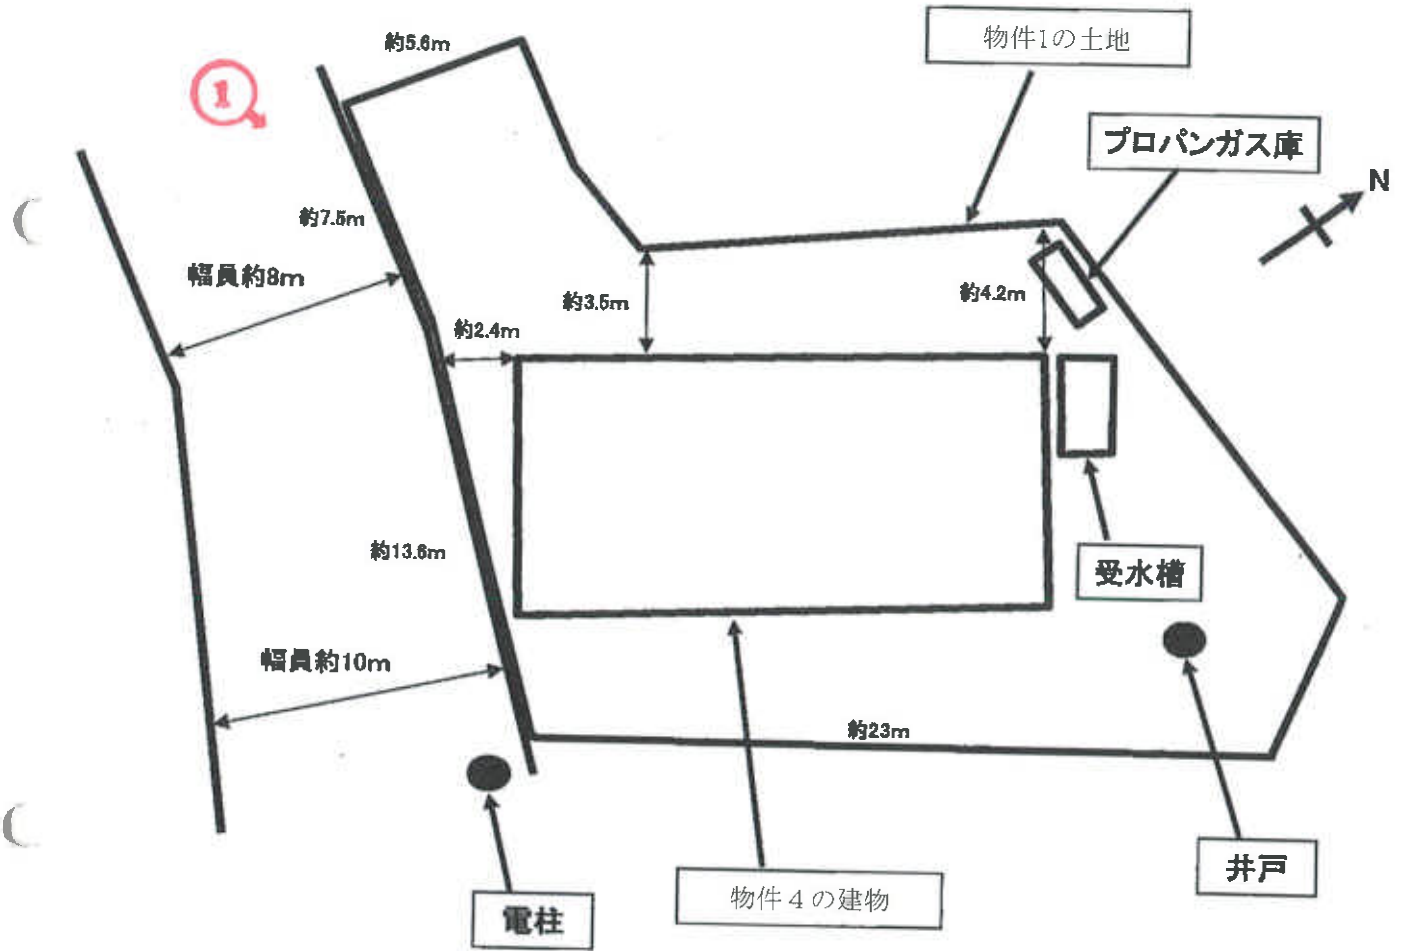 約5.6m
物件1の土地
1
プロパンガス庫
N
約7.5m
幅員約8m
約3.5m
約4.2m
約2.4m
約13.6m
受水槽
幅員約10m
約23m
井戸
物件４の建物
電柱